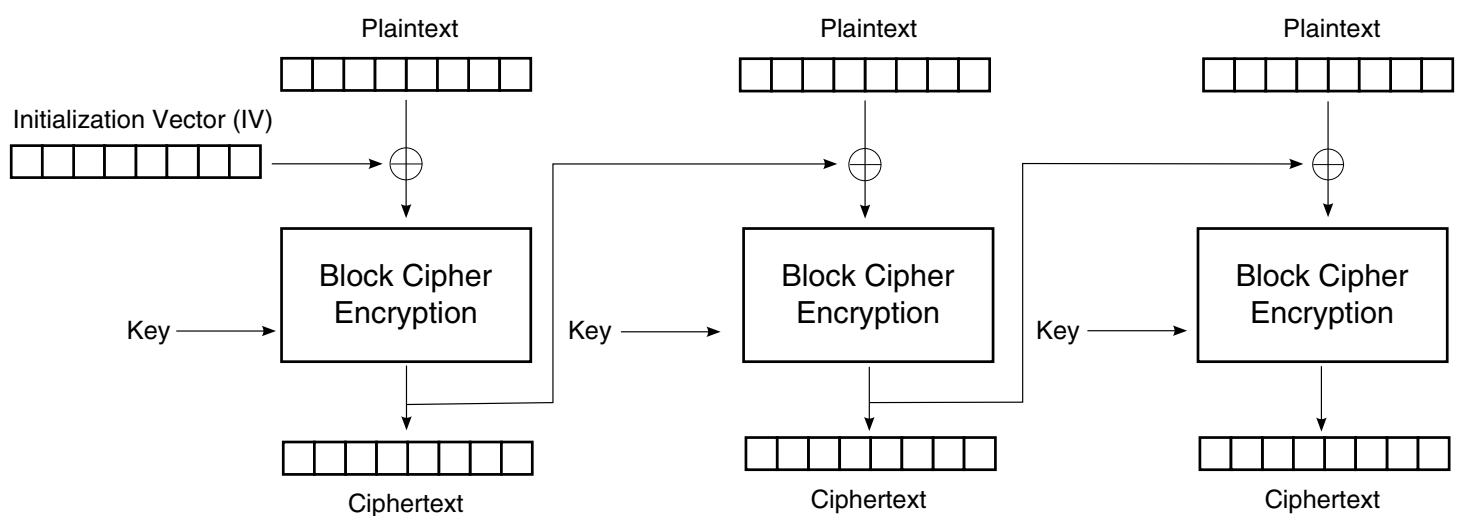 Plaintext
Plaintext
Plaintext
Initialization Vector (IV)
Block Cipher
Encryption
Block Cipher
Encryption
Block Cipher
Encryption
Key
Key
Key
Ciphertext
Ciphertext
Ciphertext